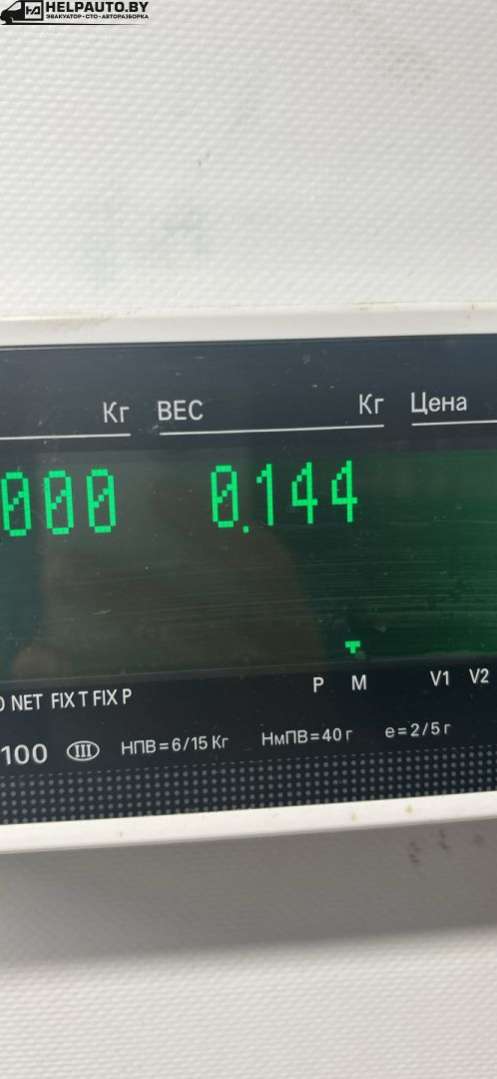 HELPAUTO.BY
ЭВАКУАТОР·СТО·АВТОРАЗБОРКА
Кг ВЕС Кг Цена
000 0.144
NET FIX T FIX P P M V1 V2
100 III НПВ=6/15 Кг НмПВ=40 г e=2/5 г